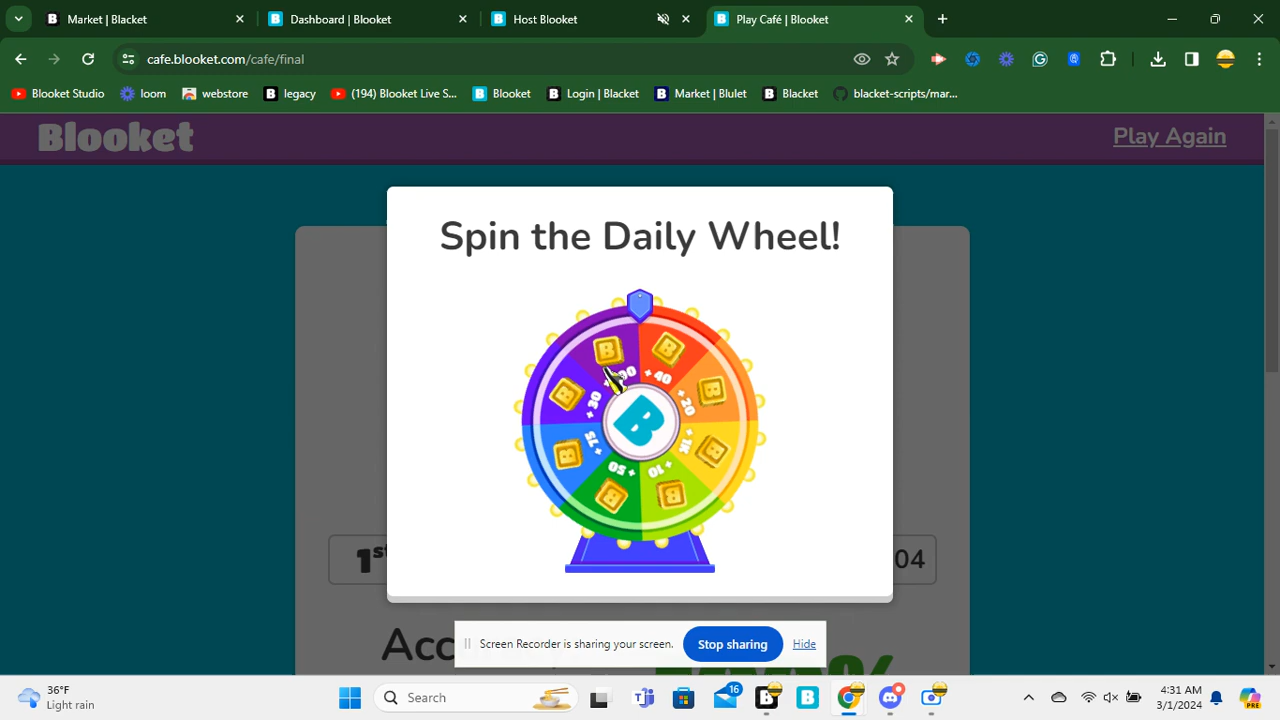 Market | Blacket
Dashboard | Blooket
Host Blooket
Play Café | Blooket
cafe.blooket.com/cafe/final
Blooket Studio
loom
webstore
legacy
(194) Blooket Live S...
Blooket
Login | Blacket
Market | Blulet
Blacket
blacket-scripts/mar...
Blooket
Play Again
Spin the Daily Wheel!
+40
+30
+20
+75
+1K
+50
+10
B
1st
04
Acc
Screen Recorder is sharing your screen.
Stop sharing
Hide
36°F
Light rain
Search
16
4:31 AM
3/1/2024
PRE